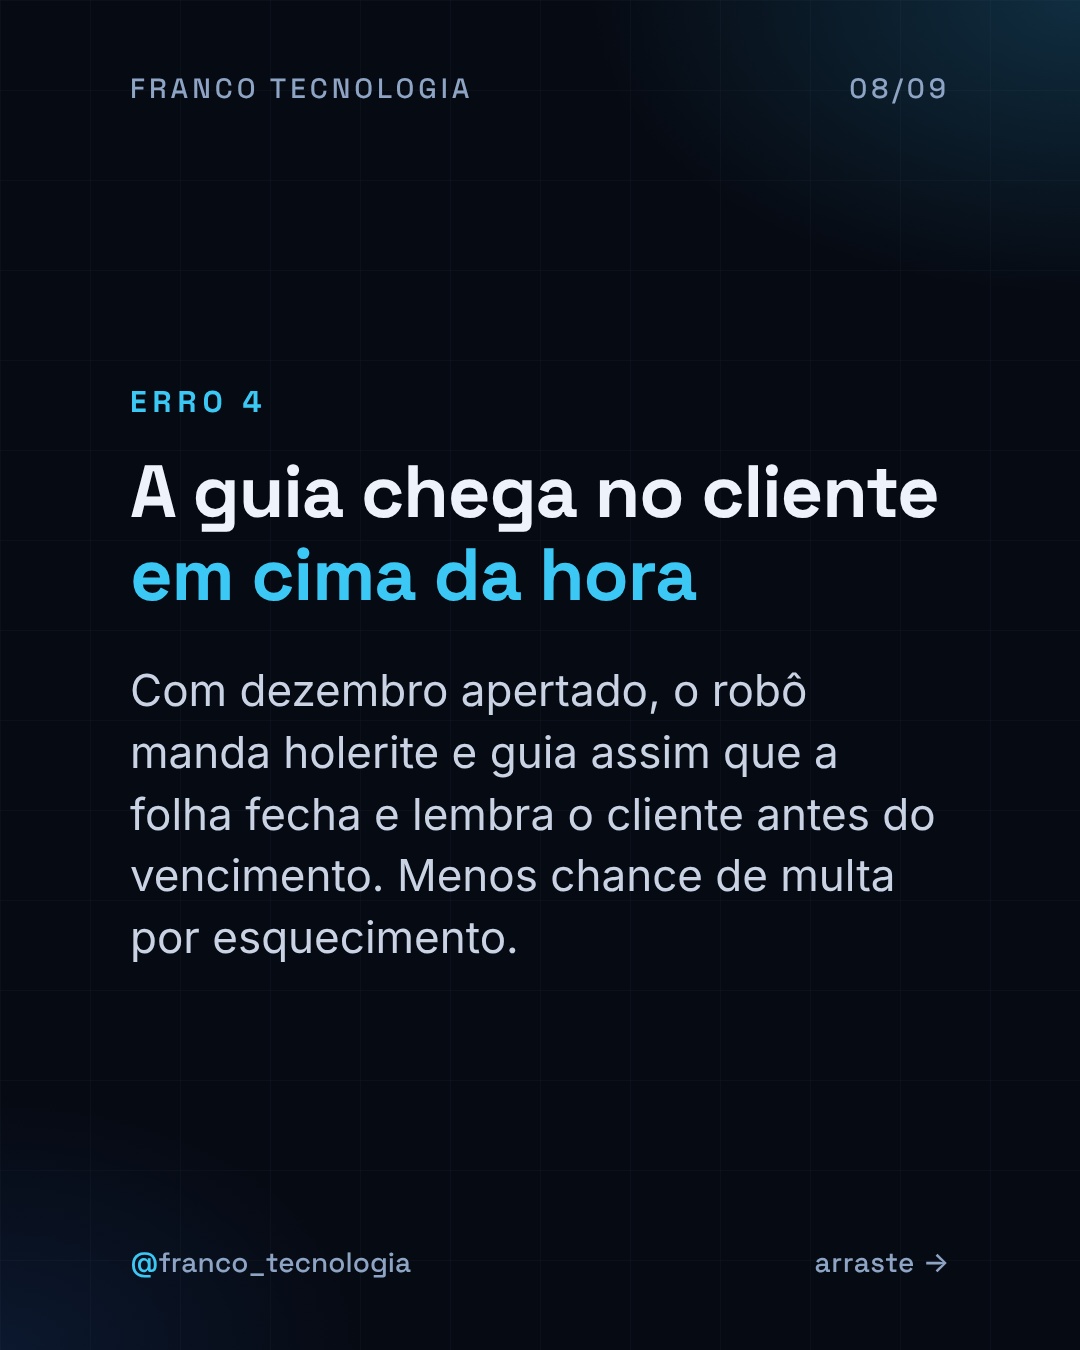 FRANCO TECNOLOGIA
08/09
ERRO 4
A guia chega no cliente
em cima da hora
Com dezembro apertado, o robô
manda holerite e guia assim que a
folha fecha e lembra o cliente antes do
vencimento. Menos chance de multa
por esquecimento.
@franco_tecnologia
arraste →